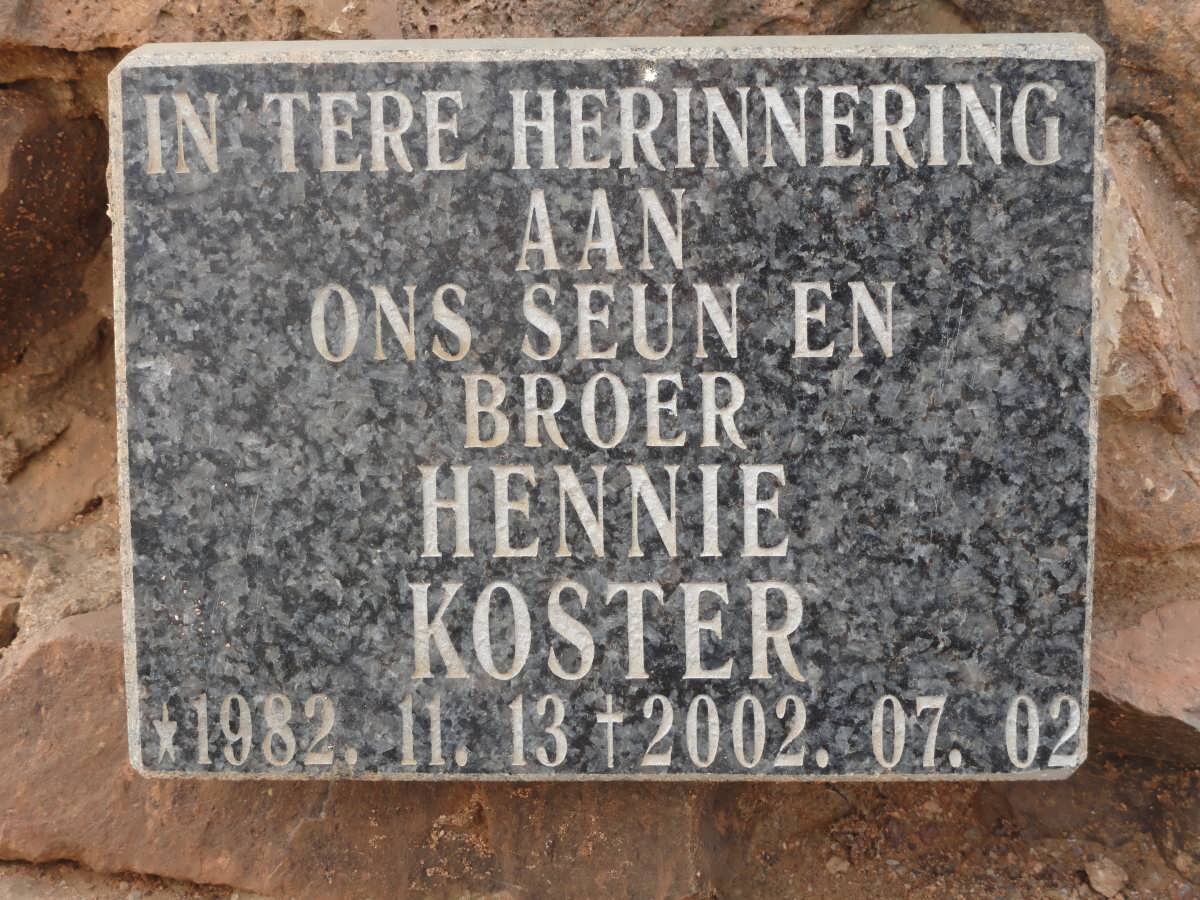 IN TERE HERINNERING
AAN
ONS SEUN EN
BROER
HENNIE
KOSTER
★1982. 11. 13 †2002. 07. 02